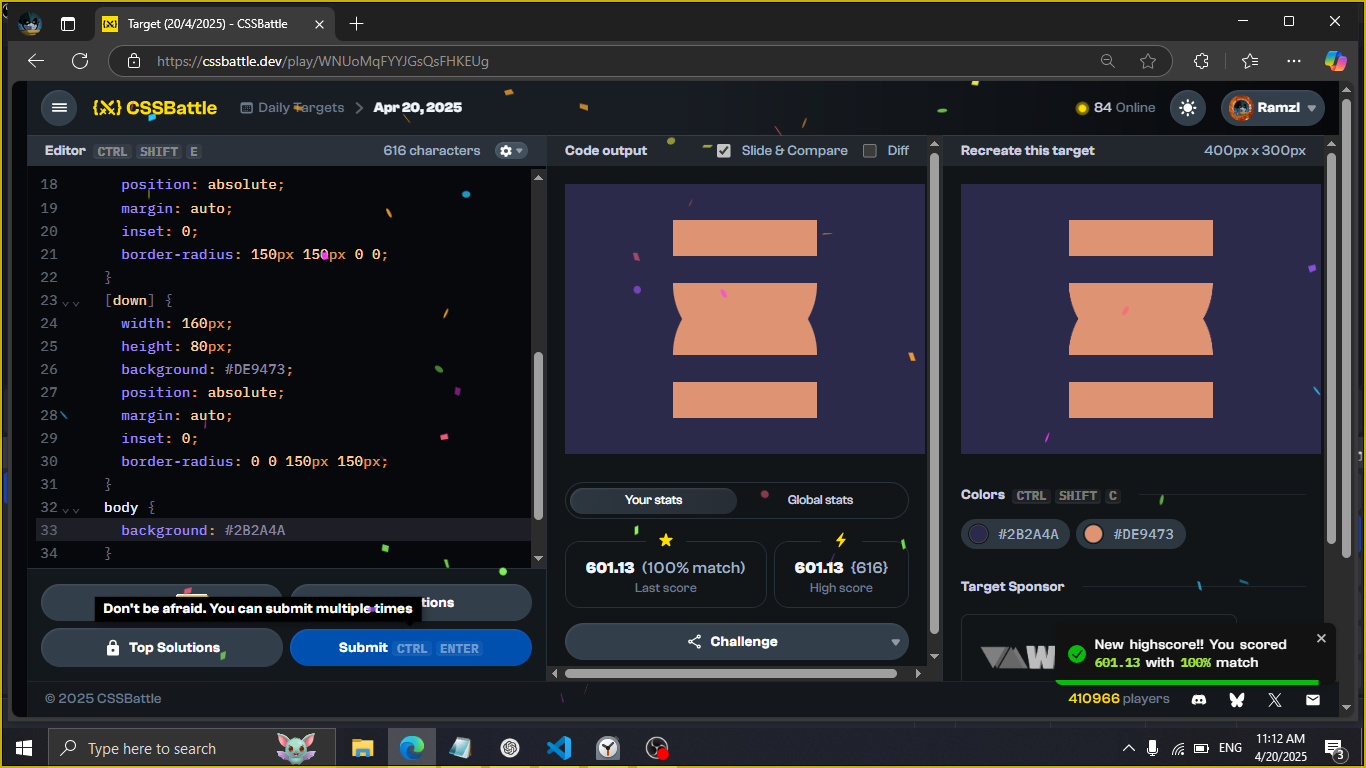 Target (20/4/2025) - CSSBattle
https://cssbattle.dev/play/WNUoMqFYYJGsQsFHKEUg
{X} CSSBattle
Daily Targets > Apr 20, 2025
84 Online
Ramzl
Editor CTRL SHIFT E
616 characters
18 position: absolute;
19 margin: auto;
20 inset: 0;
21 border-radius: 150px 150px 0 0;
22 }
23 [down] {
24 width: 160px;
25 height: 80px;
26 background: #DE9473;
27 position: absolute;
28 margin: auto;
29 inset: 0;
30 border-radius: 0 0 150px 150px;
31 }
32 body {
33 background: #2B2A4A
34 }
Don't be afraid. You can submit multiple times
Top Solutions
Submit CTRL ENTER
Code output
Slide & Compare
Diff
Your stats
Global stats
601.13 (100% match)
Last score
601.13 {616}
High score
Challenge
Recreate this target
400px x 300px
Colors CTRL SHIFT C
#2B2A4A
#DE9473
Target Sponsor
New highscore!! You scored
601.13 with 100% match
© 2025 CSSBattle
410966 players
Type here to search
ENG
11:12 AM
4/20/2025
3